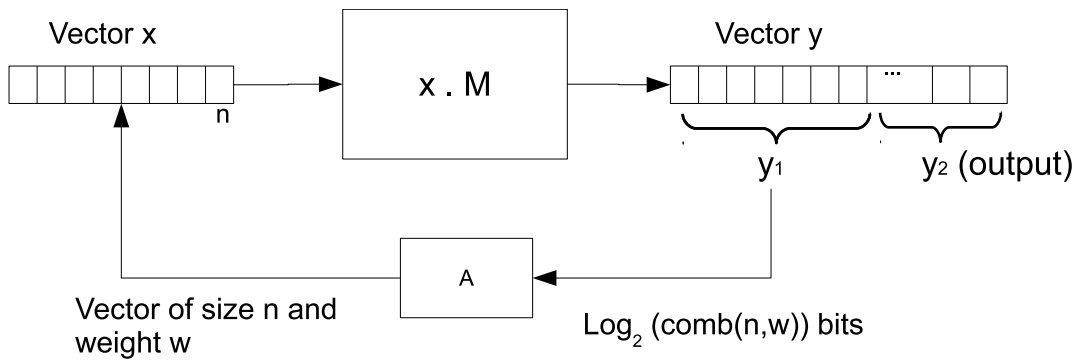 Vector x
Vector y
n
x . M
...
y1
y2 (output)
A
Vector of size n and
weight w
Log2 (comb(n,w)) bits